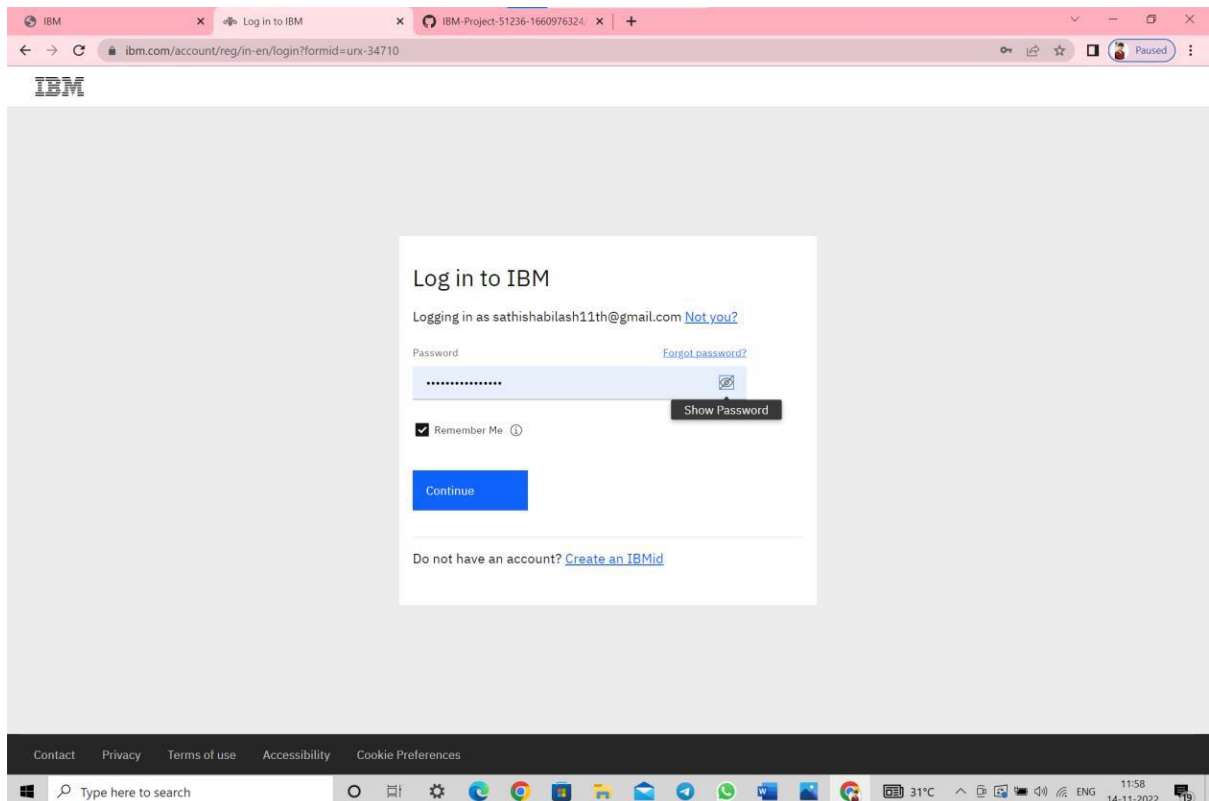 IBM
Log in to IBM
IBM-Project-51236-1660976324/
ibm.com/account/reg/in-en/login?formid=urx-34710
Paused
IBM
Log in to IBM
Logging in as sathishabilash11th@gmail.com Not you?
Password Forgot password?
••••••••••••••••
Show Password
Remember Me
Continue
Do not have an account? Create an IBMid
Contact Privacy Terms of use Accessibility Cookie Preferences
Type here to search
31°C
ENG
11:58
14-11-2022
19